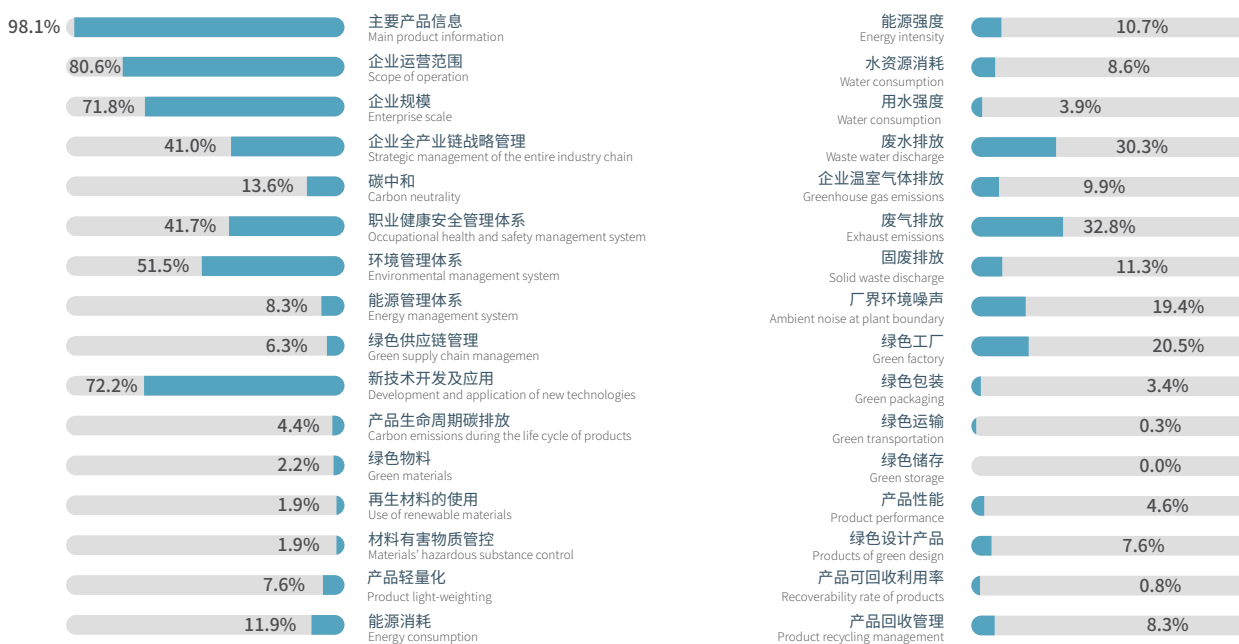 98.1%
主要产品信息
Main product information
80.6%
企业运营范围
Scope of operation
71.8%
企业规模
Enterprise scale
41.0%
企业全产业链战略管理
Strategic management of the entire industry chain
13.6%
碳中和
Carbon neutrality
41.7%
职业健康安全管理体系
Occupational health and safety management system
51.5%
环境管理体系
Environmental management system
8.3%
能源管理体系
Energy management system
6.3%
绿色供应链管理
Green supply chain managemen
72.2%
新技术开发及应用
Development and application of new technologies
4.4%
产品生命周期碳排放
Carbon emissions during the life cycle of products
2.2%
绿色物料
Green materials
1.9%
再生材料的使用
Use of renewable materials
1.9%
材料有害物质管控
Materials' hazardous substance control
7.6%
产品轻量化
Product light-weighting
11.9%
能源消耗
Energy consumption
能源强度
Energy intensity
10.7%
水资源消耗
Water consumption
8.6%
用水强度
Water consumption
3.9%
废水排放
Waste water discharge
30.3%
企业温室气体排放
Greenhouse gas emissions
9.9%
废气排放
Exhaust emissions
32.8%
固废排放
Solid waste discharge
11.3%
厂界环境噪声
Ambient noise at plant boundary
19.4%
绿色工厂
Green factory
20.5%
绿色包装
Green packaging
3.4%
绿色运输
Green transportation
0.3%
绿色储存
Green storage
0.0%
产品性能
Product performance
4.6%
绿色设计产品
Products of green design
7.6%
产品可回收利用率
Recoverability rate of products
0.8%
产品回收管理
Product recycling management
8.3%